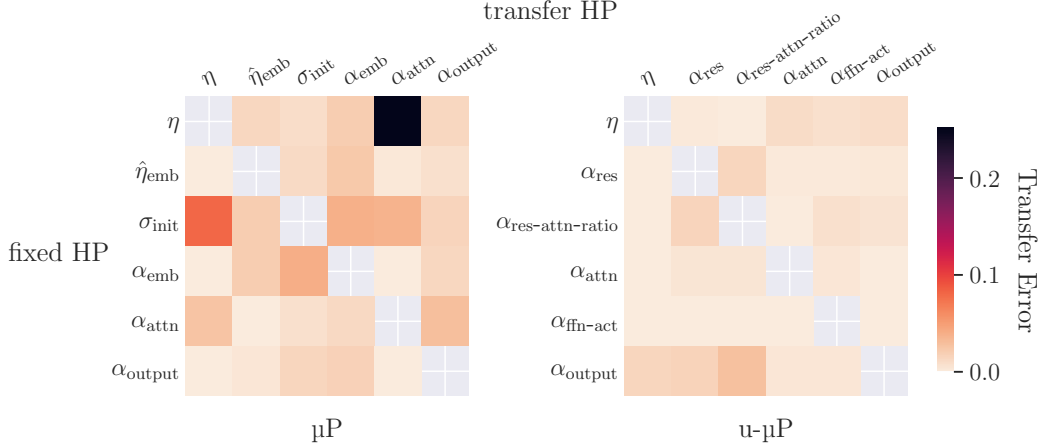 transfer HP
η η̂emb σinit αemb αattn αoutput
η αres αres-attn-ratio αattn αffn-act αoutput
fixed HP
η
η̂emb
σinit
αemb
αattn
αoutput
µP
η
αres
αres-attn-ratio
αattn
αffn-act
αoutput
u-µP
0.2
0.1
0.0
Transfer Error